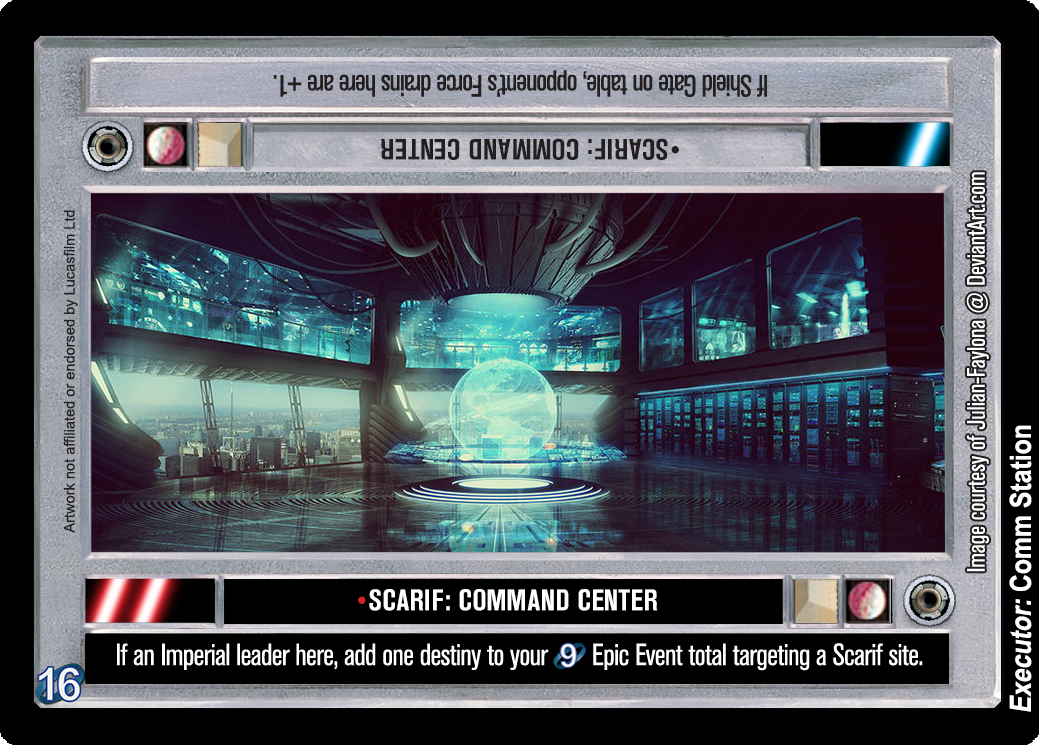 If Shield Gate on table, opponent's Force drains here are +1.
•SCARIF: COMMAND CENTER
Artwork not affiliated or endorsed by Lucasfilm Ltd
Image courtesy of Julian-Faylona @ DeviantArt.com
•SCARIF: COMMAND CENTER
If an Imperial leader here, add one destiny to your 9 Epic Event total targeting a Scarif site.
16
Executor: Comm Station